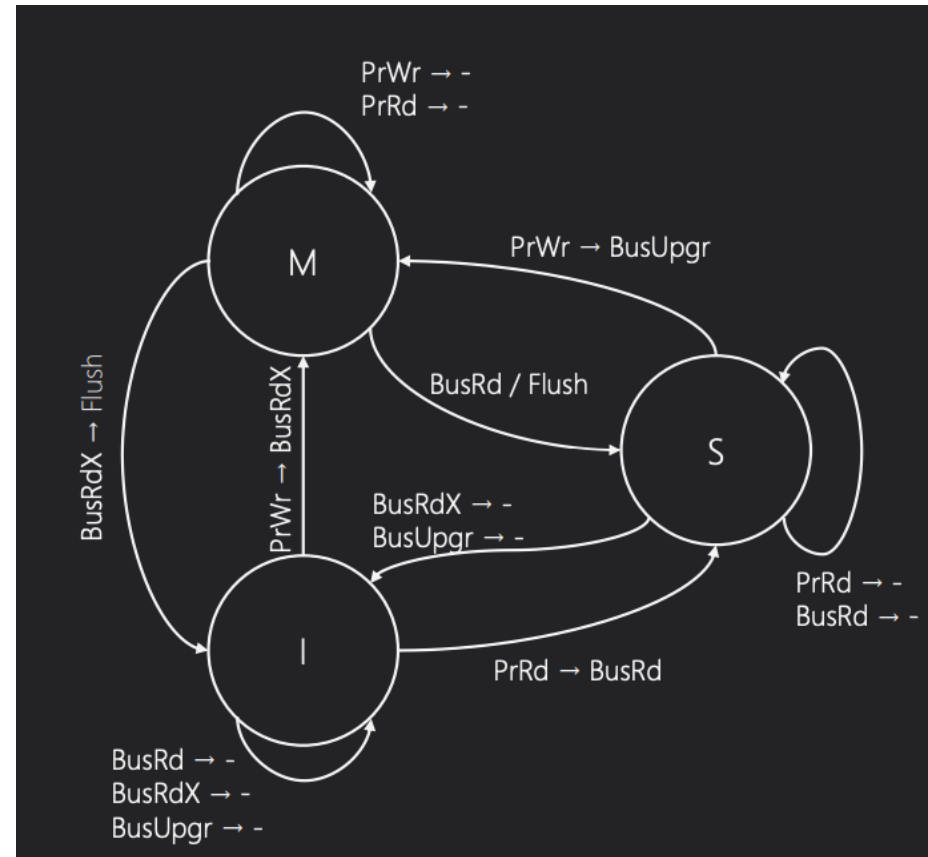 PrWr → -
PrRd → -
M
PrWr → BusUpgr
BusRd / Flush
BusRdX → Flush
PrWr → BusRdX
S
BusRdX → -
BusUpgr → -
PrRd → -
BusRd → -
I
PrRd → BusRd
BusRd → -
BusRdX → -
BusUpgr → -